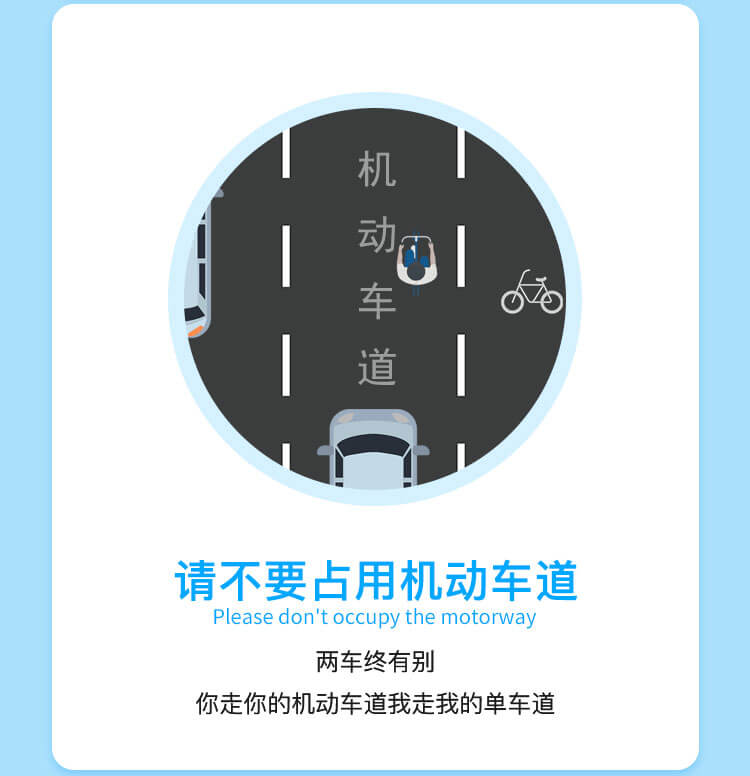 机
动
车
道
请不要占用机动车道
Please don't occupy the motorway
两车终有别
你走你的机动车道我走我的单车道